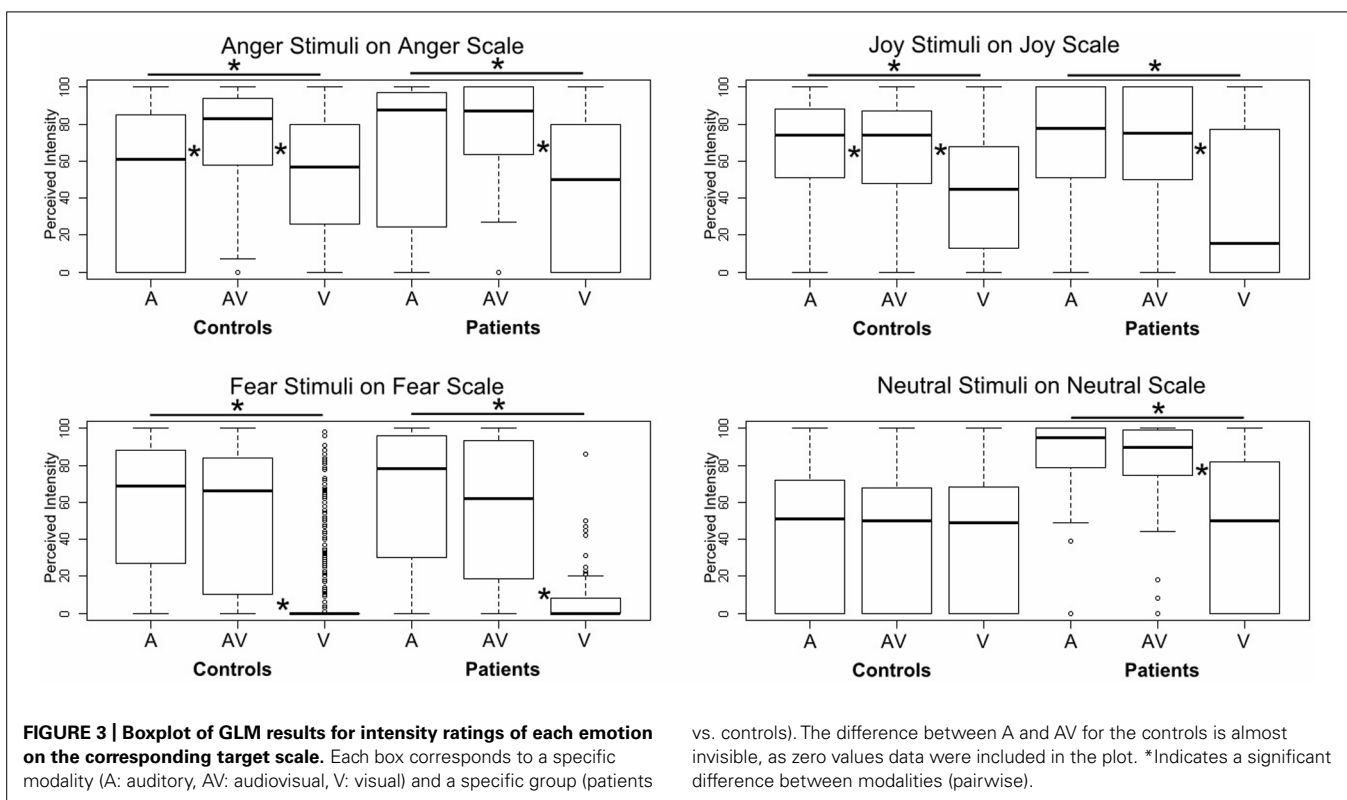 Anger Stimuli on Anger Scale
*
*
Perceived Intensity
0 20 40 60 80 100
*
*
*
A AV V A AV V
Controls Patients
Joy Stimuli on Joy Scale
*
*
Perceived Intensity
0 20 40 60 80 100
*
*
*
A AV V A AV V
Controls Patients
Fear Stimuli on Fear Scale
*
*
Perceived Intensity
0 20 40 60 80 100
*
*
A AV V A AV V
Controls Patients
Neutral Stimuli on Neutral Scale
*
Perceived Intensity
0 20 40 60 80 100
*
A AV V A AV V
Controls Patients
FIGURE 3 | Boxplot of GLM results for intensity ratings of each emotion
on the corresponding target scale. Each box corresponds to a specific
modality (A: auditory, AV: audiovisual, V: visual) and a specific group (patients
vs. controls). The difference between A and AV for the controls is almost
invisible, as zero values data were included in the plot. *Indicates a significant
difference between modalities (pairwise).